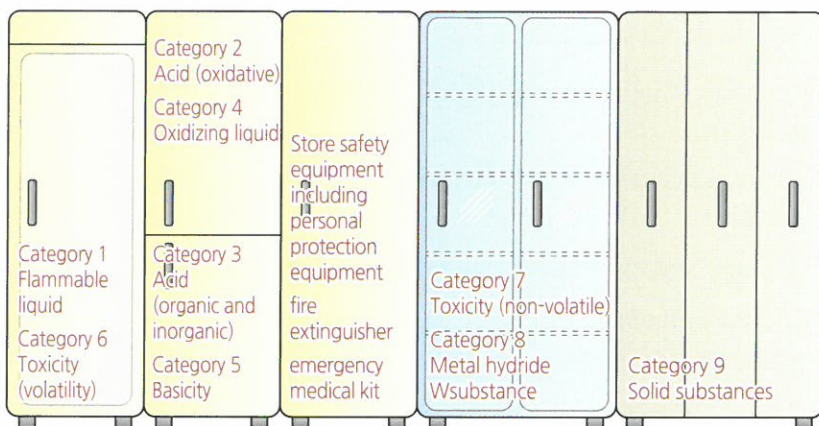 Category 1
Flammable
liquid
Category 6
Toxicity
(volatility)
Category 2
Acid (oxidative)
Category 4
Oxidizing liquid
Category 3
Acid
(organic and
inorganic)
Category 5
Basicity
Store safety
equipment
including
personal
protection
equipment
fire
extinguisher
emergency
medical kit
Category 7
Toxicity (non-volatile)
Category 8
Metal hydride
Wsubstance
Category 9
Solid substances